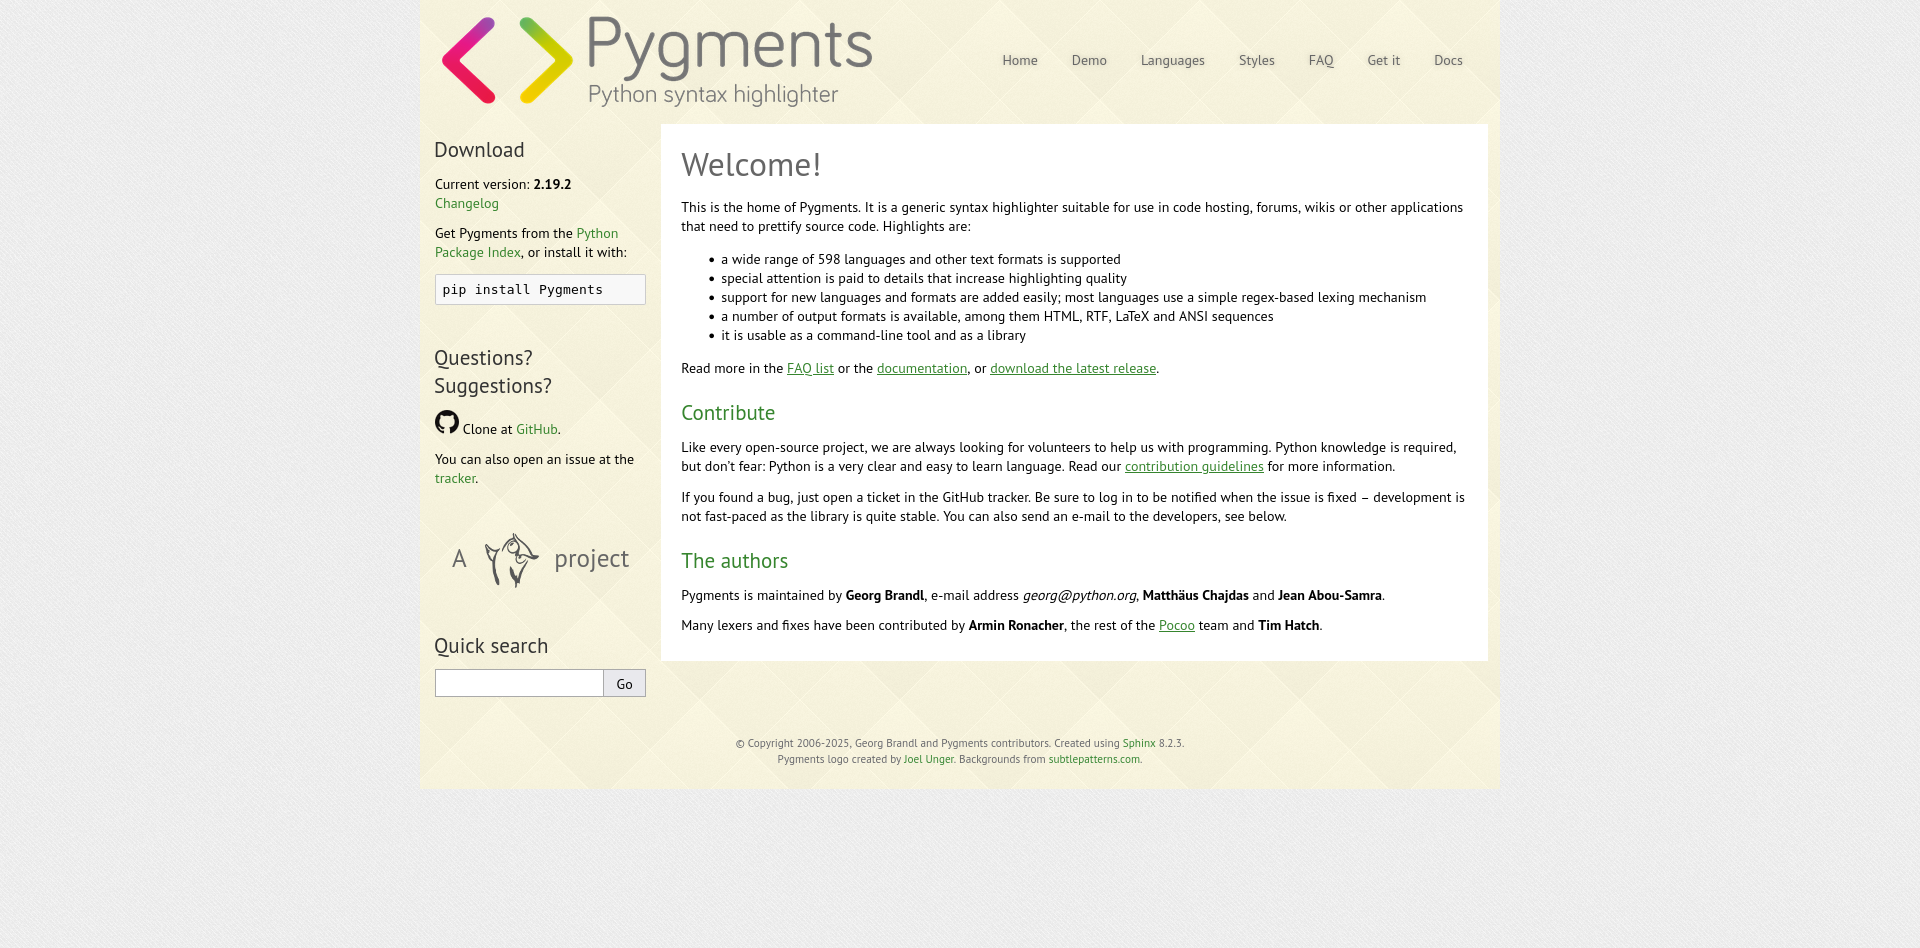 Pygments
Python syntax highlighter
Home Demo Languages Styles FAQ Get it Docs
Download
Current version: 2.19.2
Changelog
Get Pygments from the Python
Package Index, or install it with:
pip install Pygments
Questions?
Suggestions?
Clone at GitHub.
You can also open an issue at the
tracker.
A project
Quick search
Go
Welcome!
This is the home of Pygments. It is a generic syntax highlighter suitable for use in code hosting, forums, wikis or other applications
that need to prettify source code. Highlights are:
• a wide range of 598 languages and other text formats is supported
• special attention is paid to details that increase highlighting quality
• support for new languages and formats are added easily; most languages use a simple regex-based lexing mechanism
• a number of output formats is available, among them HTML, RTF, LaTeX and ANSI sequences
• it is usable as a command-line tool and as a library
Read more in the FAQ list or the documentation, or download the latest release.
Contribute
Like every open-source project, we are always looking for volunteers to help us with programming. Python knowledge is required,
but don't fear: Python is a very clear and easy to learn language. Read our contribution guidelines for more information.
If you found a bug, just open a ticket in the GitHub tracker. Be sure to log in to be notified when the issue is fixed – development is
not fast-paced as the library is quite stable. You can also send an e-mail to the developers, see below.
The authors
Pygments is maintained by Georg Brandl, e-mail address georg@python.org, Matthäus Chajdas and Jean Abou-Samra.
Many lexers and fixes have been contributed by Armin Ronacher, the rest of the Pocoo team and Tim Hatch.
© Copyright 2006-2025, Georg Brandl and Pygments contributors. Created using Sphinx 8.2.3.
Pygments logo created by Joel Unger. Backgrounds from subtlepatterns.com.